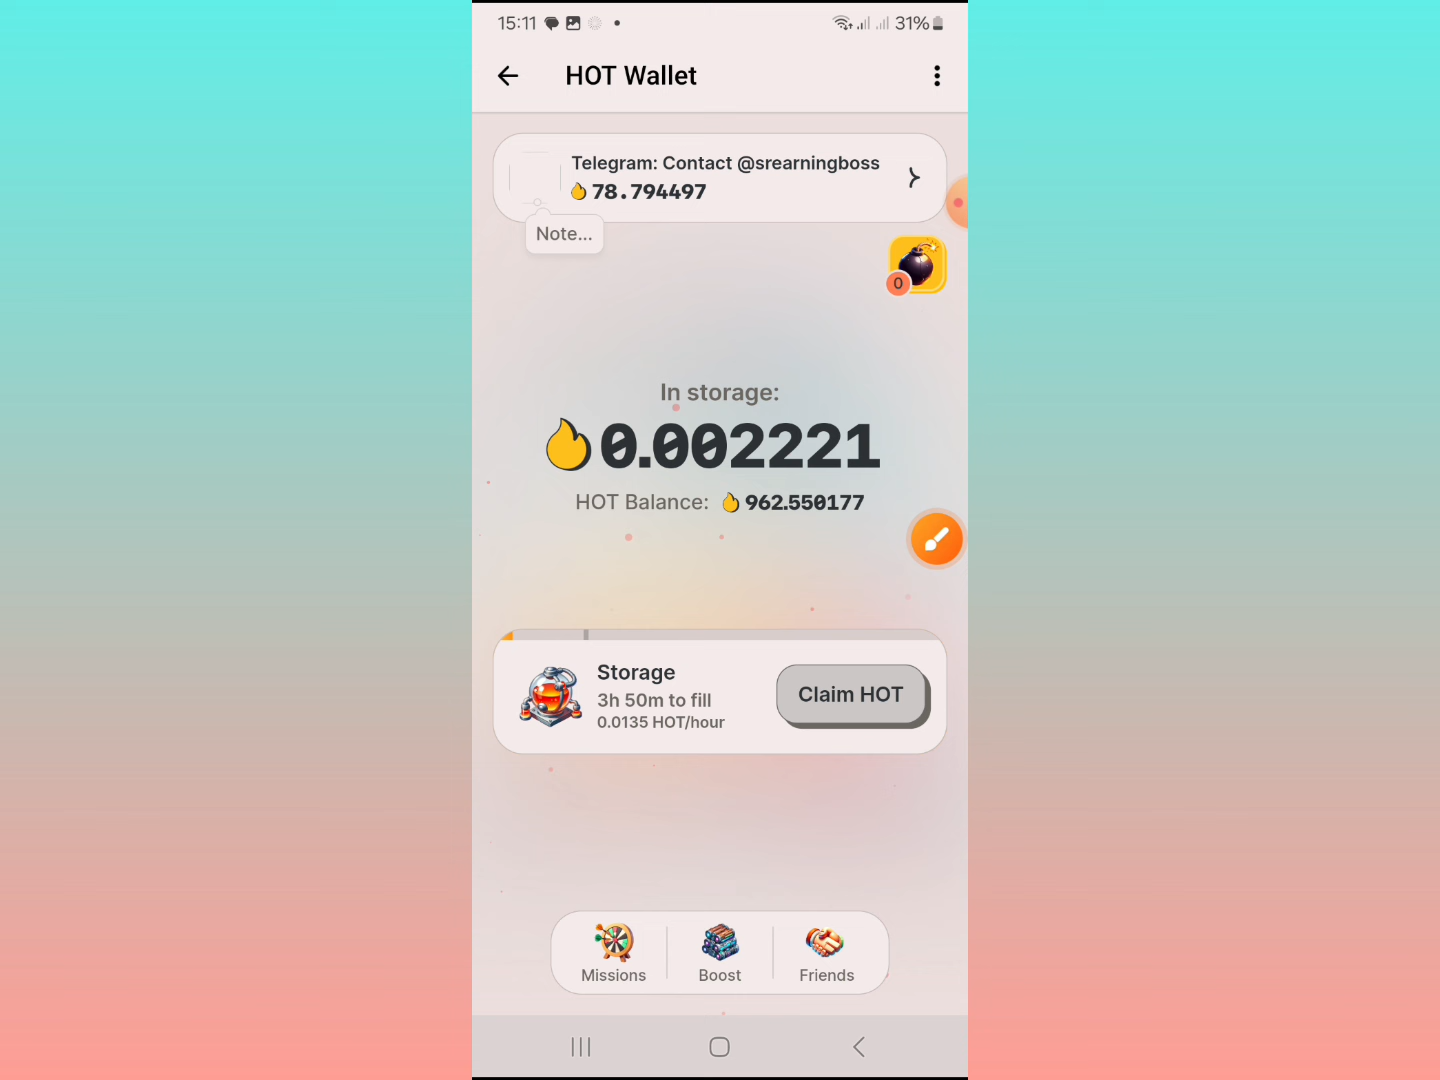 15:11
31%
HOT Wallet
Telegram: Contact @srearningboss
78.794497
Note...
0
In storage:
0.002221
HOT Balance: 962.550177
Storage
3h 50m to fill
0.0135 HOT/hour
Claim HOT
Missions
Boost
Friends